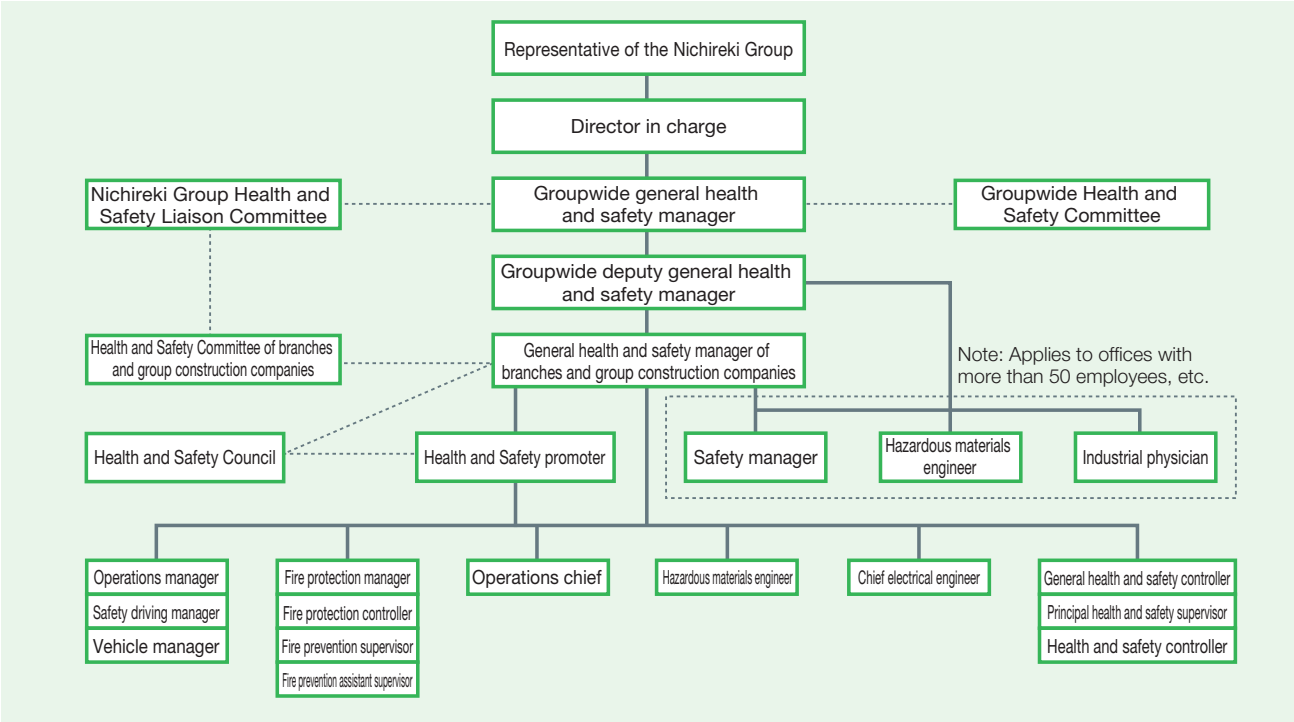 Representative of the Nichireki Group
Director in charge
Nichireki Group Health and
Safety Liaison Committee
Groupwide general health
and safety manager
Groupwide Health and
Safety Committee
Groupwide deputy general health
and safety manager
Health and Safety Committee of branches
and group construction companies
General health and safety manager of
branches and group construction companies
Note: Applies to offices with
more than 50 employees, etc.
Health and Safety Council
Health and Safety promoter
Safety manager
Hazardous materials
engineer
Industrial physician
Operations manager
Safety driving manager
Vehicle manager
Fire protection manager
Fire protection controller
Fire prevention supervisor
Fire prevention assistant supervisor
Operations chief
Hazardous materials engineer
Chief electrical engineer
General health and safety controller
Principal health and safety supervisor
Health and safety controller